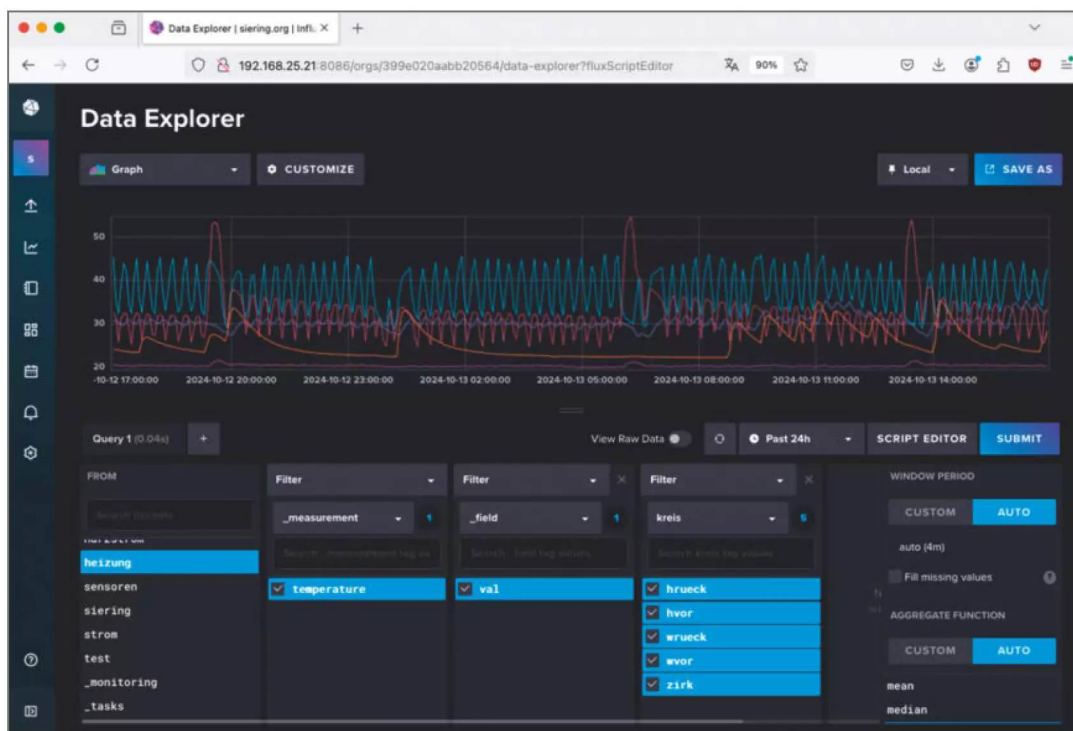 Data Explorer | siering.org | Influ
192.168.25.21:8086/orgs/399e020aabb20564/data-explorer?fluxScriptEditor
90%
Data Explorer
s
Graph
CUSTOMIZE
Local
SAVE AS
50
40
30
20
-10-12 17:00:00
2024-10-12 20:00:00
2024-10-12 23:00:00
2024-10-13 02:00:00
2024-10-13 05:00:00
2024-10-13 08:00:00
2024-10-13 11:00:00
2024-10-13 14:00:00
Query 1 (0.04s)
+
View Raw Data
Past 24h
SCRIPT EDITOR
SUBMIT
FROM
heizung
sensoren
siering
strom
test
_monitoring
_tasks
Filter
_measurement
1
temperature
Filter
_field
1
val
Filter
kreis
5
hrueck
hvor
wrueck
wvor
zirk
WINDOW PERIOD
CUSTOM
AUTO
auto (4m)
Fill missing values
AGGREGATE FUNCTION
CUSTOM
AUTO
mean
median